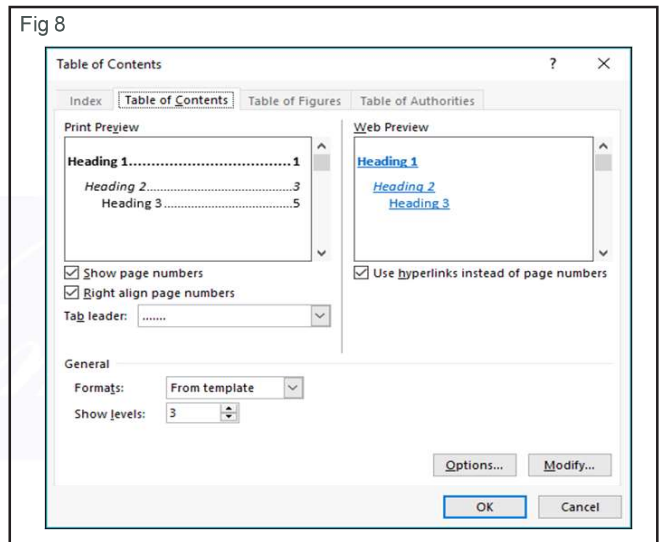 Fig 8
Table of Contents ? ×
Index Table of Contents Table of Figures Table of Authorities
Print Preview
Heading 1....................................1
Heading 2....................................3
Heading 3....................................5
Show page numbers
Right align page numbers
Tab leader: .......
Web Preview
Heading 1
Heading 2
Heading 3
Use hyperlinks instead of page numbers
General
Formats: From template
Show levels: 3
Options... Modify...
OK Cancel